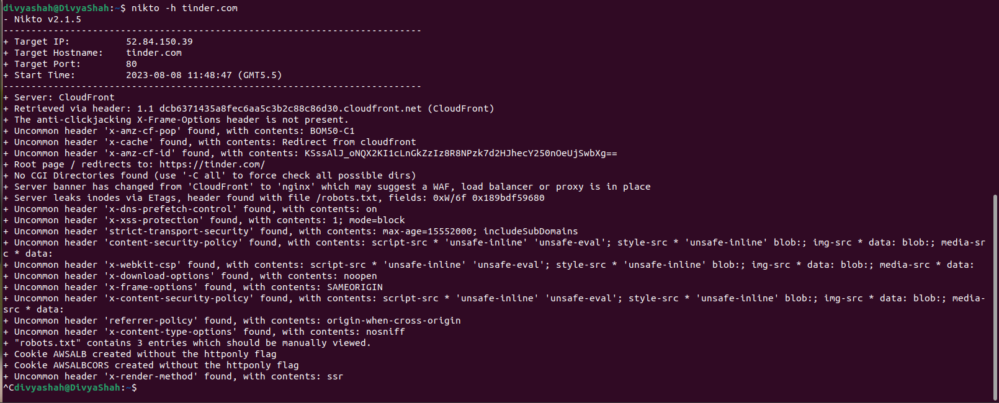 divyashah@DivyaShah:~$ nikto -h tinder.com
- Nikto v2.1.5
---------------------------------------------------------------------------
+ Target IP:          52.84.150.39
+ Target Hostname:    tinder.com
+ Target Port:        80
+ Start Time:         2023-08-08 11:48:47 (GMT5.5)
---------------------------------------------------------------------------
+ Server: CloudFront
+ Retrieved via header: 1.1 dcb6371435a8fec6aa5c3b2c88c86d30.cloudfront.net (CloudFront)
+ The anti-clickjacking X-Frame-Options header is not present.
+ Uncommon header 'x-amz-cf-pop' found, with contents: BOM50-C1
+ Uncommon header 'x-cache' found, with contents: Redirect from cloudfront
+ Uncommon header 'x-amz-cf-id' found, with contents: KSssAlJ_oNQX2KI1cLnGkZzIz8R8NPzk7d2HJhecY250nOeUjSwbXg==
+ Root page / redirects to: https://tinder.com/
+ No CGI Directories found (use '-C all' to force check all possible dirs)
+ Server banner has changed from 'CloudFront' to 'nginx' which may suggest a WAF, load balancer or proxy is in place
+ Server leaks inodes via ETags, header found with file /robots.txt, fields: 0xW/6f 0x189bdf59680
+ Uncommon header 'x-dns-prefetch-control' found, with contents: on
+ Uncommon header 'x-xss-protection' found, with contents: 1; mode=block
+ Uncommon header 'strict-transport-security' found, with contents: max-age=15552000; includeSubDomains
+ Uncommon header 'content-security-policy' found, with contents: script-src * 'unsafe-inline' 'unsafe-eval'; style-src * 'unsafe-inline' blob:; img-src * data: blob:; media-sr
c * data:
+ Uncommon header 'x-webkit-csp' found, with contents: script-src * 'unsafe-inline' 'unsafe-eval'; style-src * 'unsafe-inline' blob:; img-src * data: blob:; media-src * data:
+ Uncommon header 'x-download-options' found, with contents: noopen
+ Uncommon header 'x-frame-options' found, with contents: SAMEORIGIN
+ Uncommon header 'x-content-security-policy' found, with contents: script-src * 'unsafe-inline' 'unsafe-eval'; style-src * 'unsafe-inline' blob:; img-src * data: blob:; media-
src * data:
+ Uncommon header 'referrer-policy' found, with contents: origin-when-cross-origin
+ Uncommon header 'x-content-type-options' found, with contents: nosniff
+ "robots.txt" contains 3 entries which should be manually viewed.
+ Cookie AWSALB created without the httponly flag
+ Cookie AWSALBCORS created without the httponly flag
+ Uncommon header 'x-render-method' found, with contents: ssr
^Cdivyashah@DivyaShah:~$